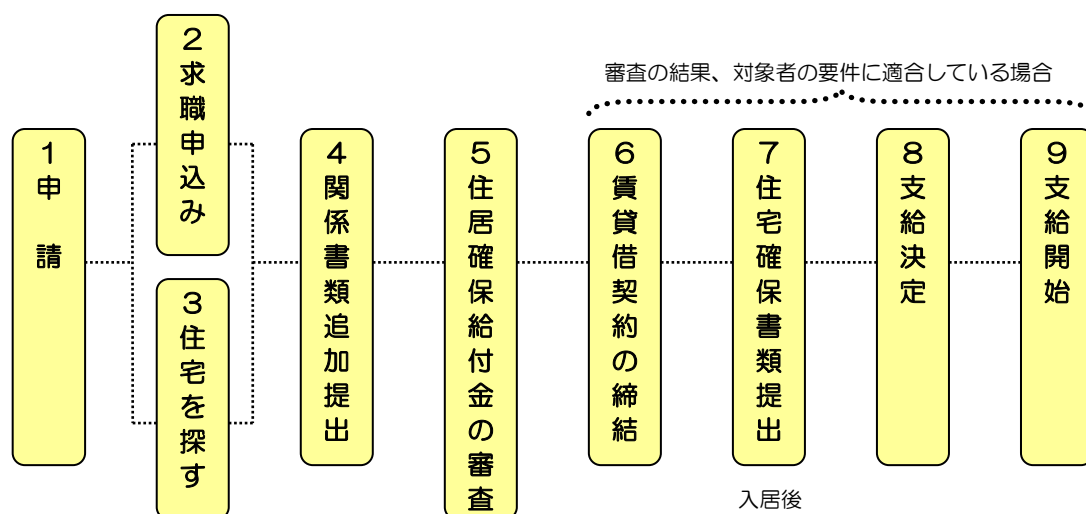 審査の結果、対象者の要件に適合している場合
1申　請
2求職申込み
3住宅を探す
4関係書類追加提出
5住居確保給付金の審査
6賃貸借契約の締結
7住宅確保書類提出
8支給決定
9支給開始
入居後